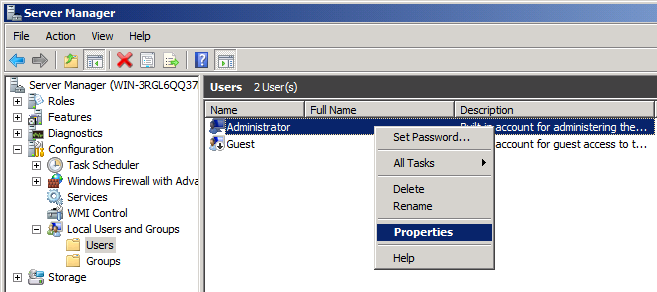 Server Manager
File Action View Help
Server Manager (WIN-3RGL6QQ37
Roles
Features
Diagnostics
Configuration
Task Scheduler
Windows Firewall with Adva
Services
WMI Control
Local Users and Groups
Users
Groups
Storage
Users 2 User(s)
Name Full Name Description
Administrator account for administering the...
Guest account for guest access to t...
Set Password...
All Tasks
Delete
Rename
Properties
Help